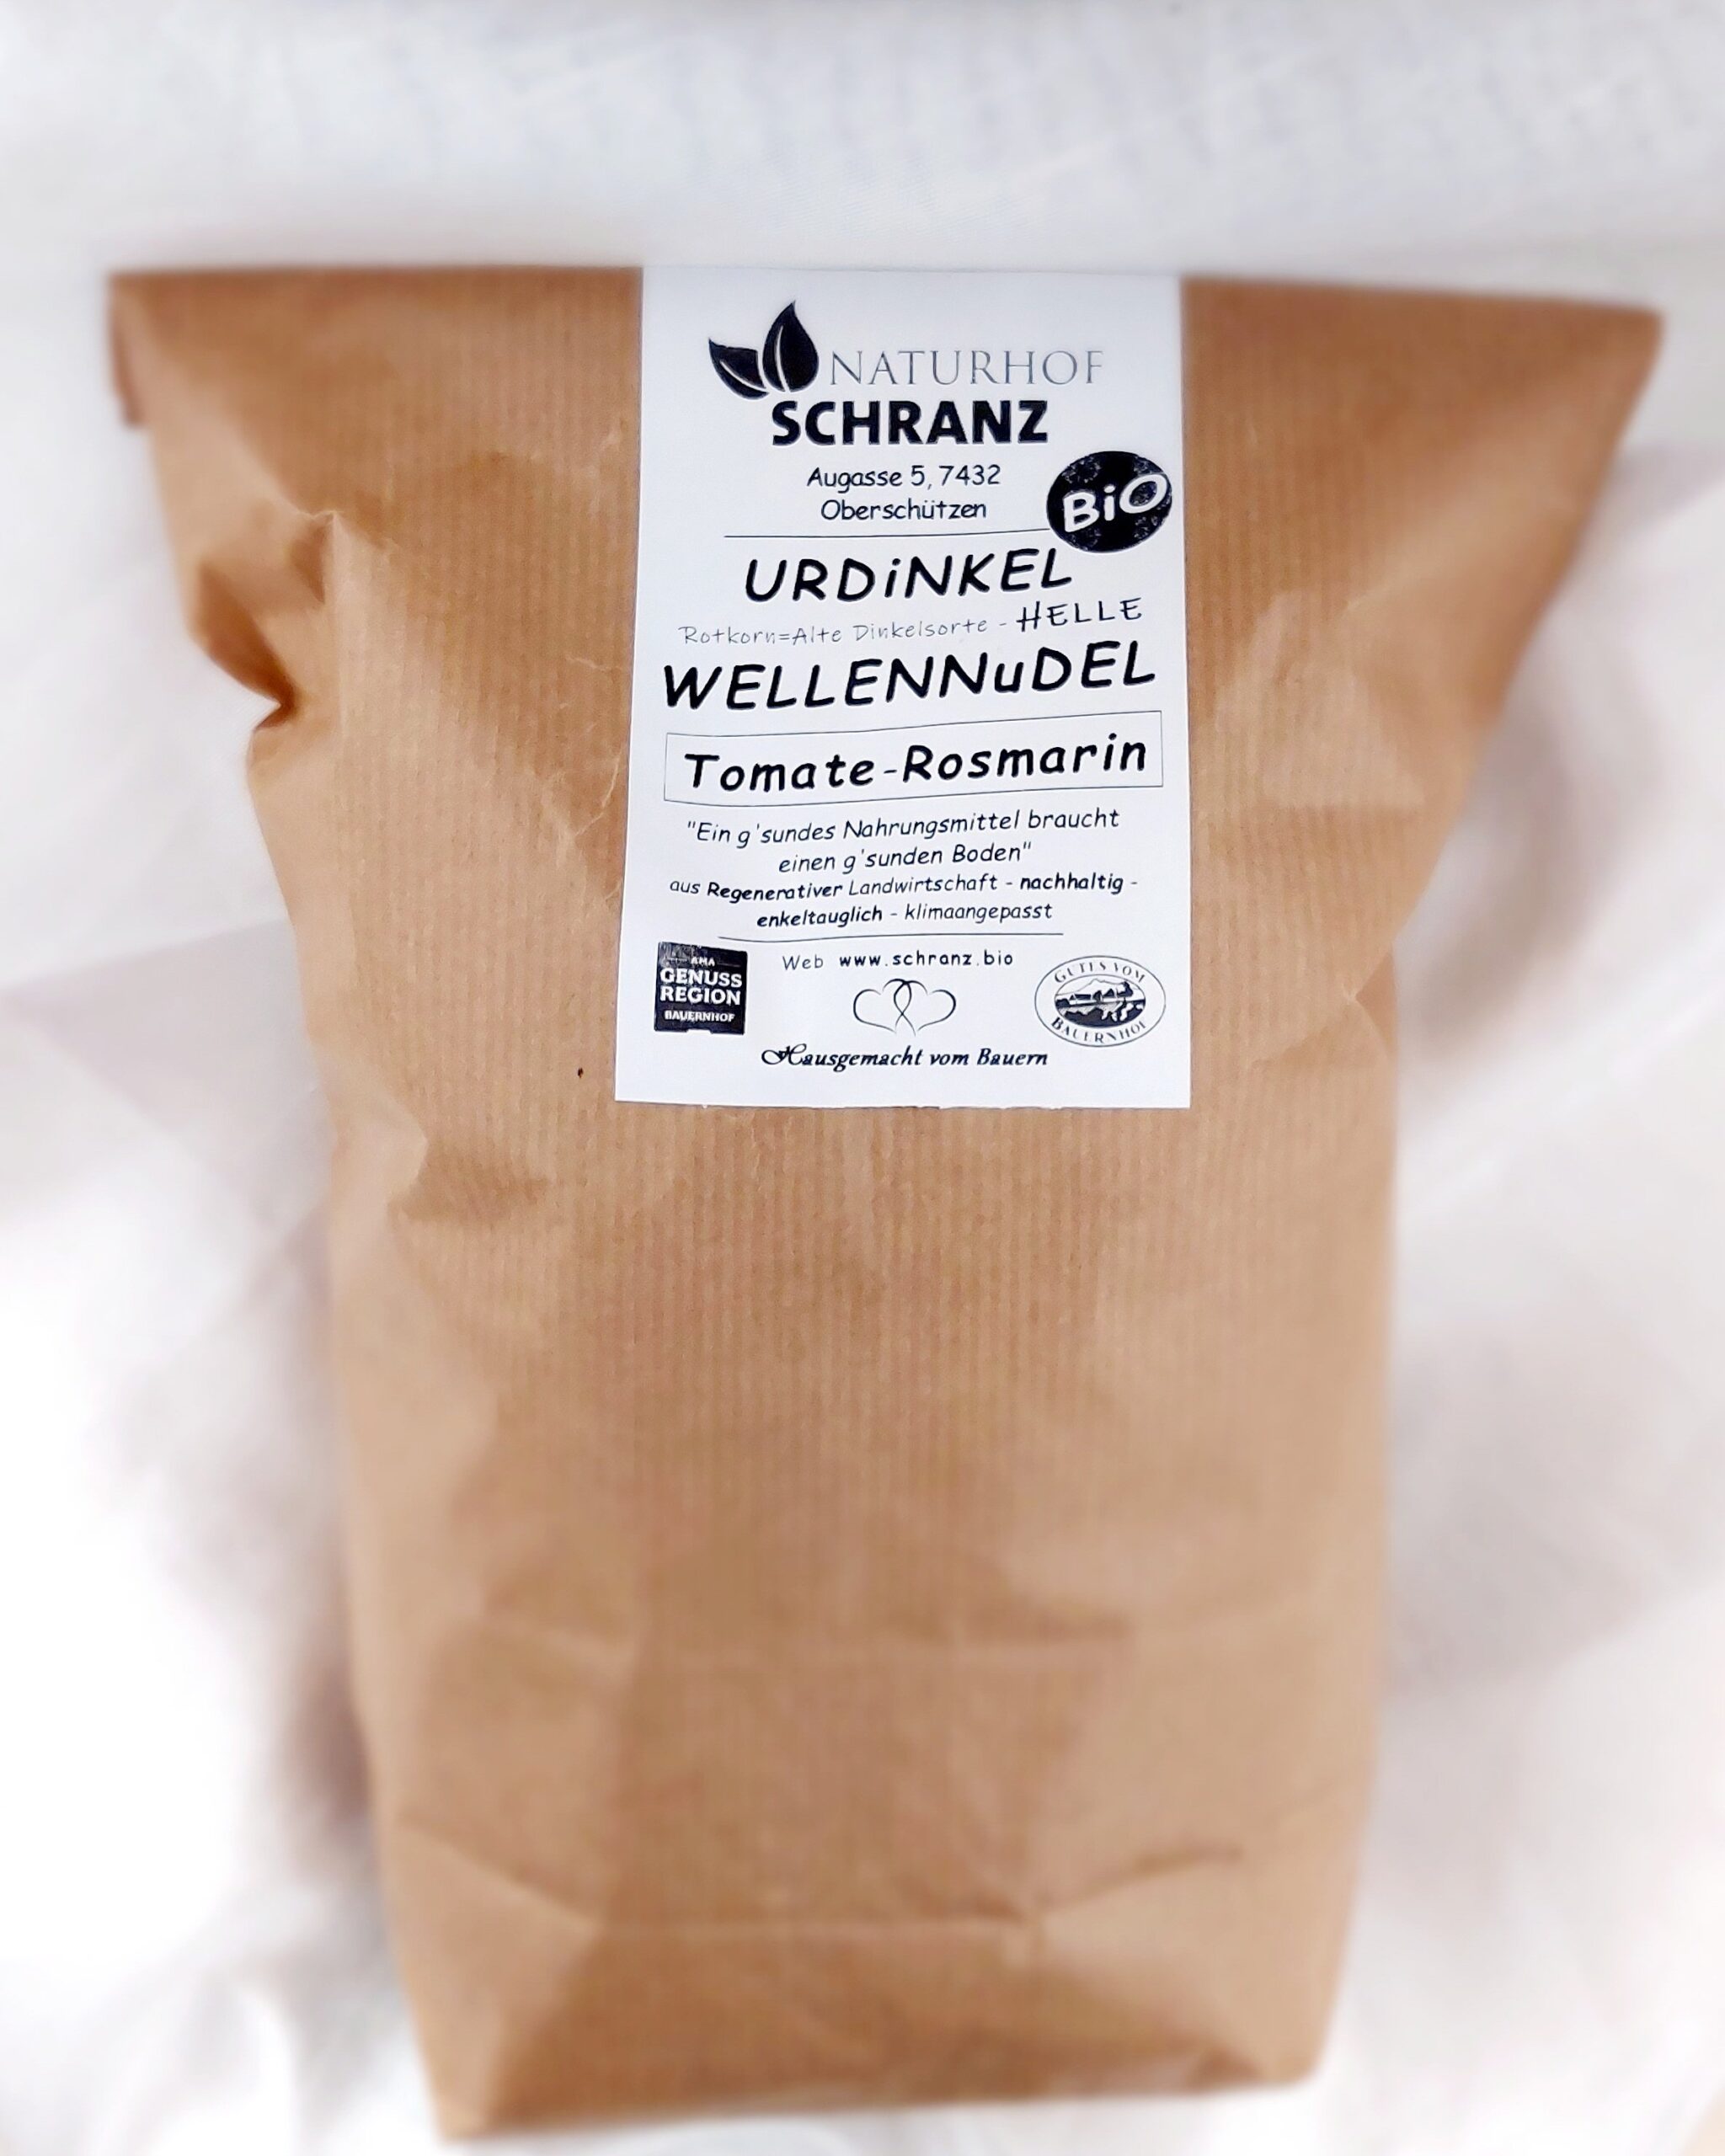 NATURHOF
SCHRANZ
Augasse 5, 7432
Oberschützen
BiO
URDiNKEL
Rotkorn=Alte Dinkelsorte - HELLE
WELLENNuDEL
Tomate-Rosmarin
"Ein g'sundes Nahrungsmittel braucht
einen g'sunden Boden"
aus Regenerativer Landwirtschaft - nachhaltig -
enkeltauglich - klimaangepasst
Web www.schranz.bio
AMA
GENUSS
REGION
BAUERNHOF
GUTES VOM
BAUERNHOF
Hausgemacht vom Bauern